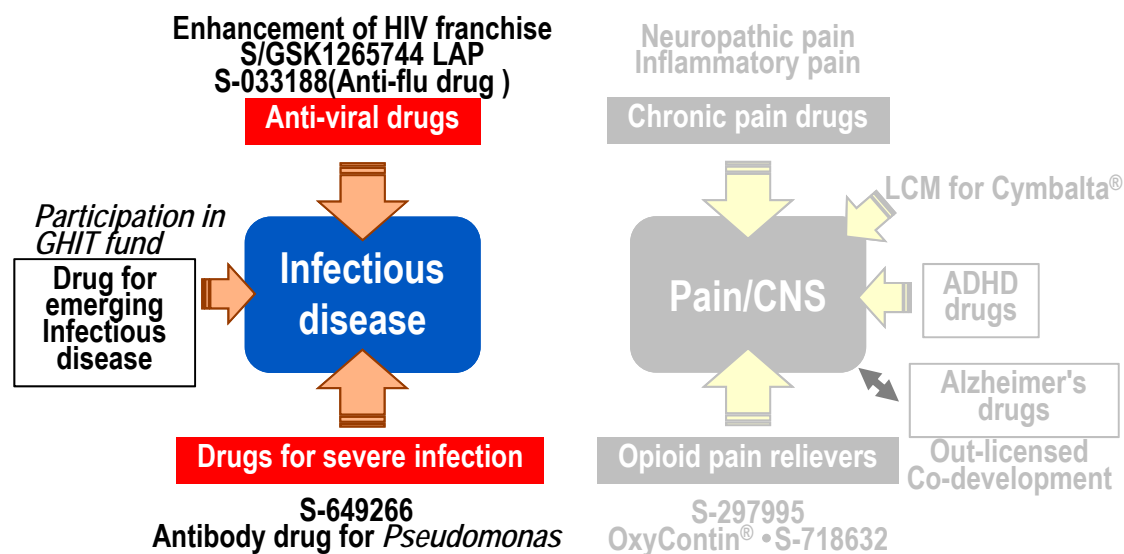 Enhancement of HIV franchise
S/GSK1265744 LAP
S-033188(Anti-flu drug )
Anti-viral drugs
Participation in
GHIT fund
Drug for
emerging
Infectious
disease
Infectious
disease
Drugs for severe infection
S-649266
Antibody drug for Pseudomonas
Neuropathic pain
Inflammatory pain
Chronic pain drugs
LCM for Cymbalta®
Pain/CNS
ADHD
drugs
Alzheimer's
drugs
Out-licensed
Co-development
Opioid pain relievers
S-297995
OxyContin® •S-718632